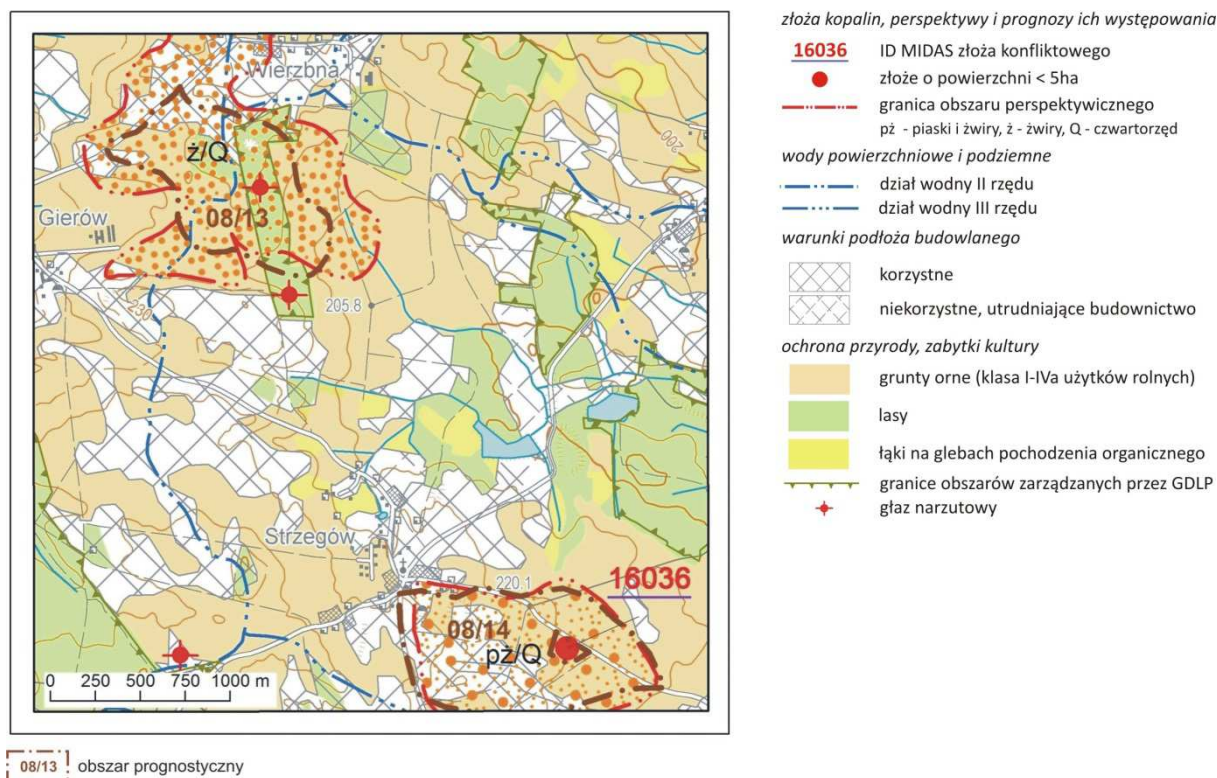 Wierzbna
200
ż/Q
08/13
Gierów
230
205.8
Strzegów
220.1
16036
08/14
pż/Q
0 250 500 750 1000 m
złoża kopalin, perspektywy i prognozy ich występowania
16036 ID MIDAS złoża konfliktowego
złoże o powierzchni < 5ha
granica obszaru perspektywicznego
pż - piaski i żwiry, ż - żwiry, Q - czwartorzęd
wody powierzchniowe i podziemne
dział wodny II rzędu
dział wodny III rzędu
warunki podłoża budowlanego
korzystne
niekorzystne, utrudniające budownictwo
ochrona przyrody, zabytki kultury
grunty orne (klasa I-IVa użytków rolnych)
lasy
łąki na glebach pochodzenia organicznego
granice obszarów zarządzanych przez GDLP
głaz narzutowy
08/13 obszar prognostyczny